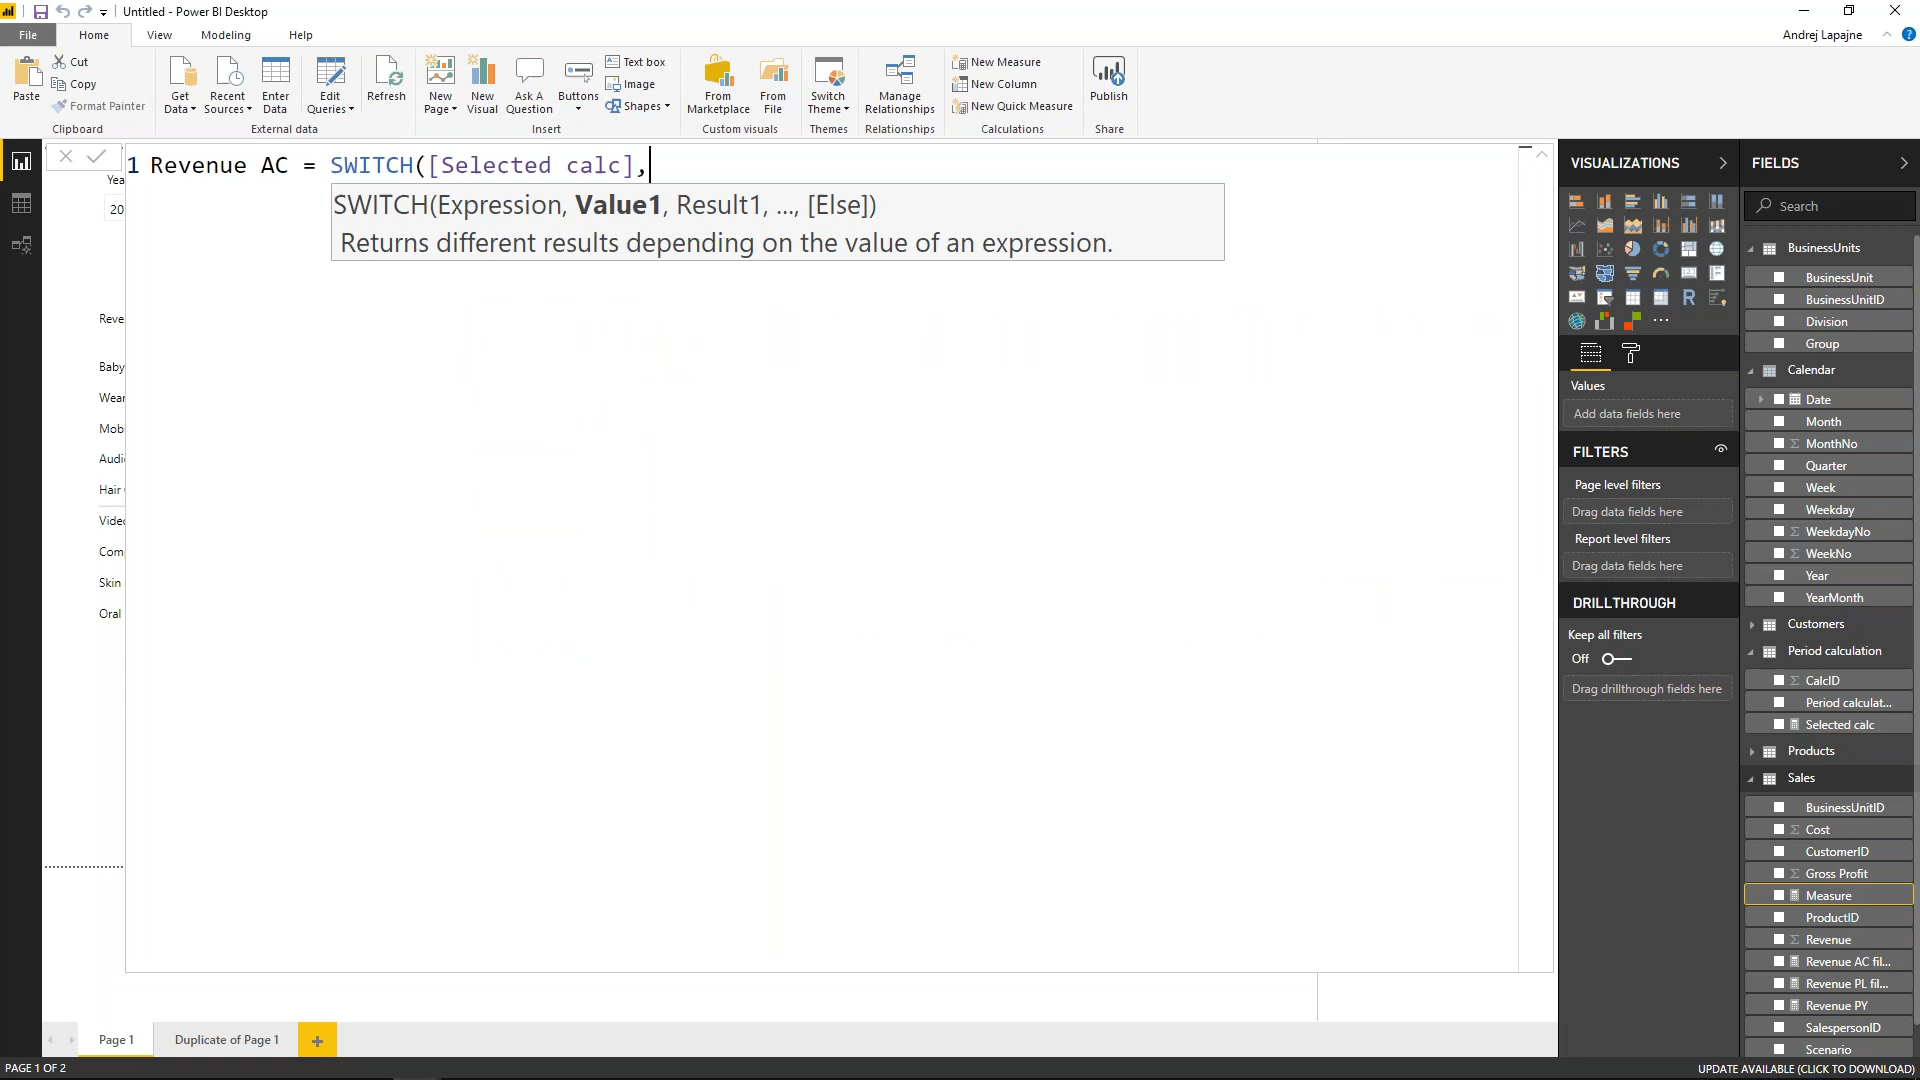 Untitled - Power BI Desktop
File
Home
View
Modeling
Help
Andrej Lapajne
Paste
Cut
Copy
Format Painter
Clipboard
Get Data
Recent Sources
Enter Data
Edit Queries
Refresh
External data
New Page
New Visual
Ask A Question
Buttons
Text box
Image
Shapes
Insert
From Marketplace
From File
Custom visuals
Switch Theme
Themes
Manage Relationships
Relationships
New Measure
New Column
New Quick Measure
Calculations
Publish
Share
1 Revenue AC = SWITCH([Selected calc],
SWITCH(Expression, Value1, Result1, ..., [Else])
Returns different results depending on the value of an expression.
Yea
20
Reve
Baby
Wear
Mob
Audi
Hair
Vide
Com
Skin
Oral
VISUALIZATIONS
R
Values
Add data fields here
FILTERS
Page level filters
Drag data fields here
Report level filters
Drag data fields here
DRILLTHROUGH
Keep all filters
Off
Drag drillthrough fields here
FIELDS
Search
BusinessUnits
BusinessUnit
BusinessUnitID
Division
Group
Calendar
Date
Month
MonthNo
Quarter
Week
Weekday
WeekdayNo
WeekNo
Year
YearMonth
Customers
Period calculation
CalcID
Period calculat...
Selected calc
Products
Sales
BusinessUnitID
Cost
CustomerID
Gross Profit
Measure
ProductID
Revenue
Revenue AC fil...
Revenue PL fil...
Revenue PY
SalespersonID
Scenario
Page 1
Duplicate of Page 1
PAGE 1 OF 2
UPDATE AVAILABLE (CLICK TO DOWNLOAD)